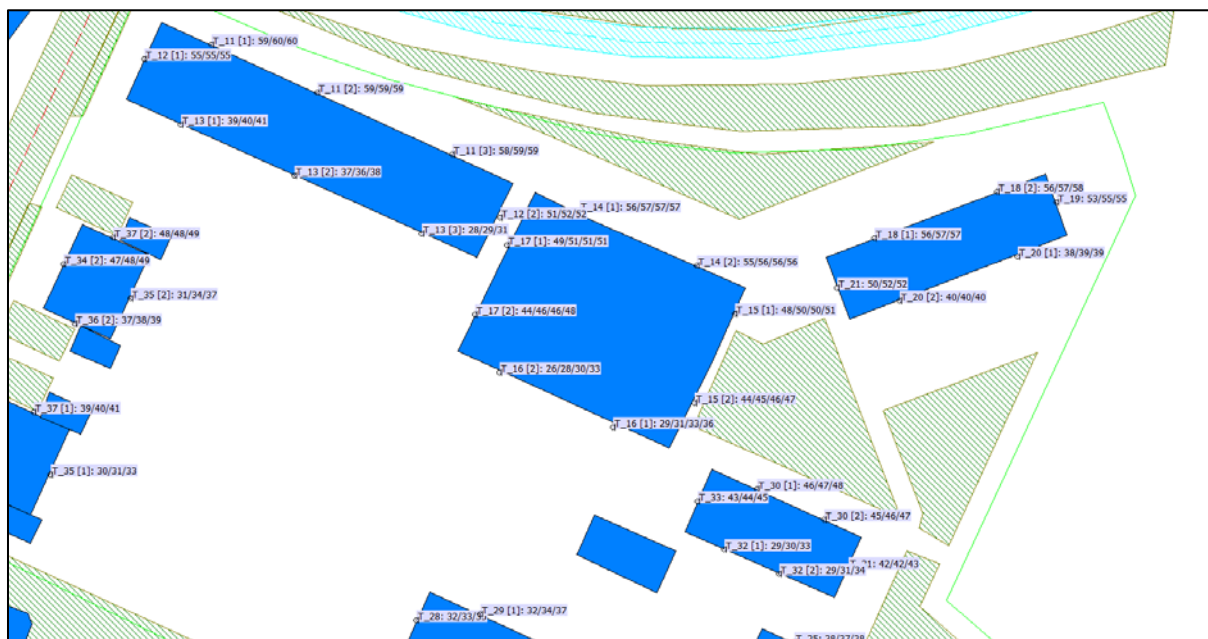 T_11 [1]: 59/60/60
T_12 [1]: 55/55/55
T_11 [2]: 59/59/59
T_13 [1]: 39/40/41
T_11 [3]: 58/59/59
T_13 [2]: 37/36/38
T_18 [2]: 56/57/58
T_19: 53/55/55
T_14 [1]: 56/57/57/57
T_12 [2]: 51/52/52
T_13 [3]: 28/29/31
T_37 [2]: 48/48/49
T_18 [1]: 56/57/57
T_17 [1]: 49/51/51/51
T_20 [1]: 38/39/39
T_34 [2]: 47/48/49
T_14 [2]: 55/56/56/56
T_21: 50/52/52
T_35 [2]: 31/34/37
T_20 [2]: 40/40/40
T_17 [2]: 44/46/46/48
T_15 [1]: 48/50/50/51
T_36 [2]: 37/38/39
T_16 [2]: 26/28/30/33
T_15 [2]: 44/45/46/47
T_37 [1]: 39/40/41
T_16 [1]: 29/31/33/36
T_35 [1]: 30/31/33
T_30 [1]: 46/47/48
T_33: 43/44/45
T_30 [2]: 45/46/47
T_32 [1]: 29/30/33
42/42/43
T_32 [2]: 29/31/34
T_29 [1]: 32/34/37
T_28: 32/33/